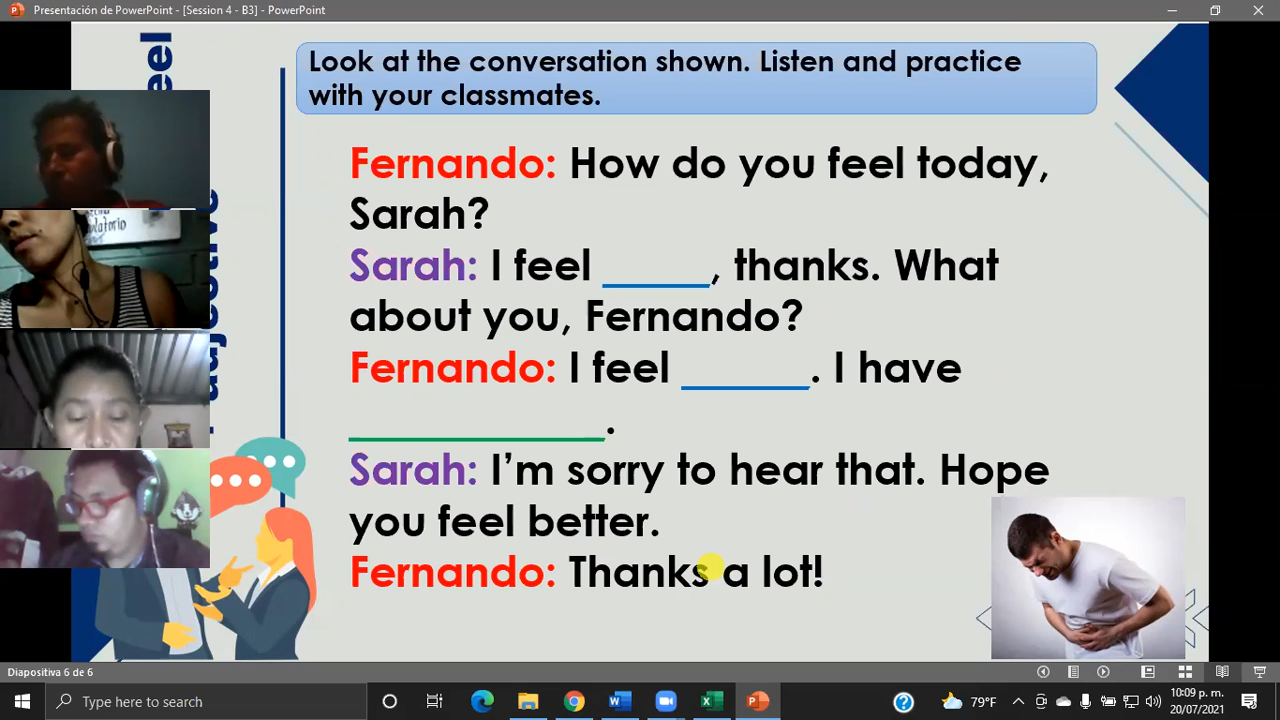 Presentación de PowerPoint - [Session 4 - B3] - PowerPoint
Look at the conversation shown. Listen and practice
with your classmates.
Fernando: How do you feel today,
Sarah?
Sarah: I feel _____, thanks. What
about you, Fernando?
Fernando: I feel ______. I have
____________.
Sarah: I'm sorry to hear that. Hope
you feel better.
Fernando: Thanks a lot!
Diapositiva 6 de 6
Type here to search
79°F
10:09 p. m.
20/07/2021